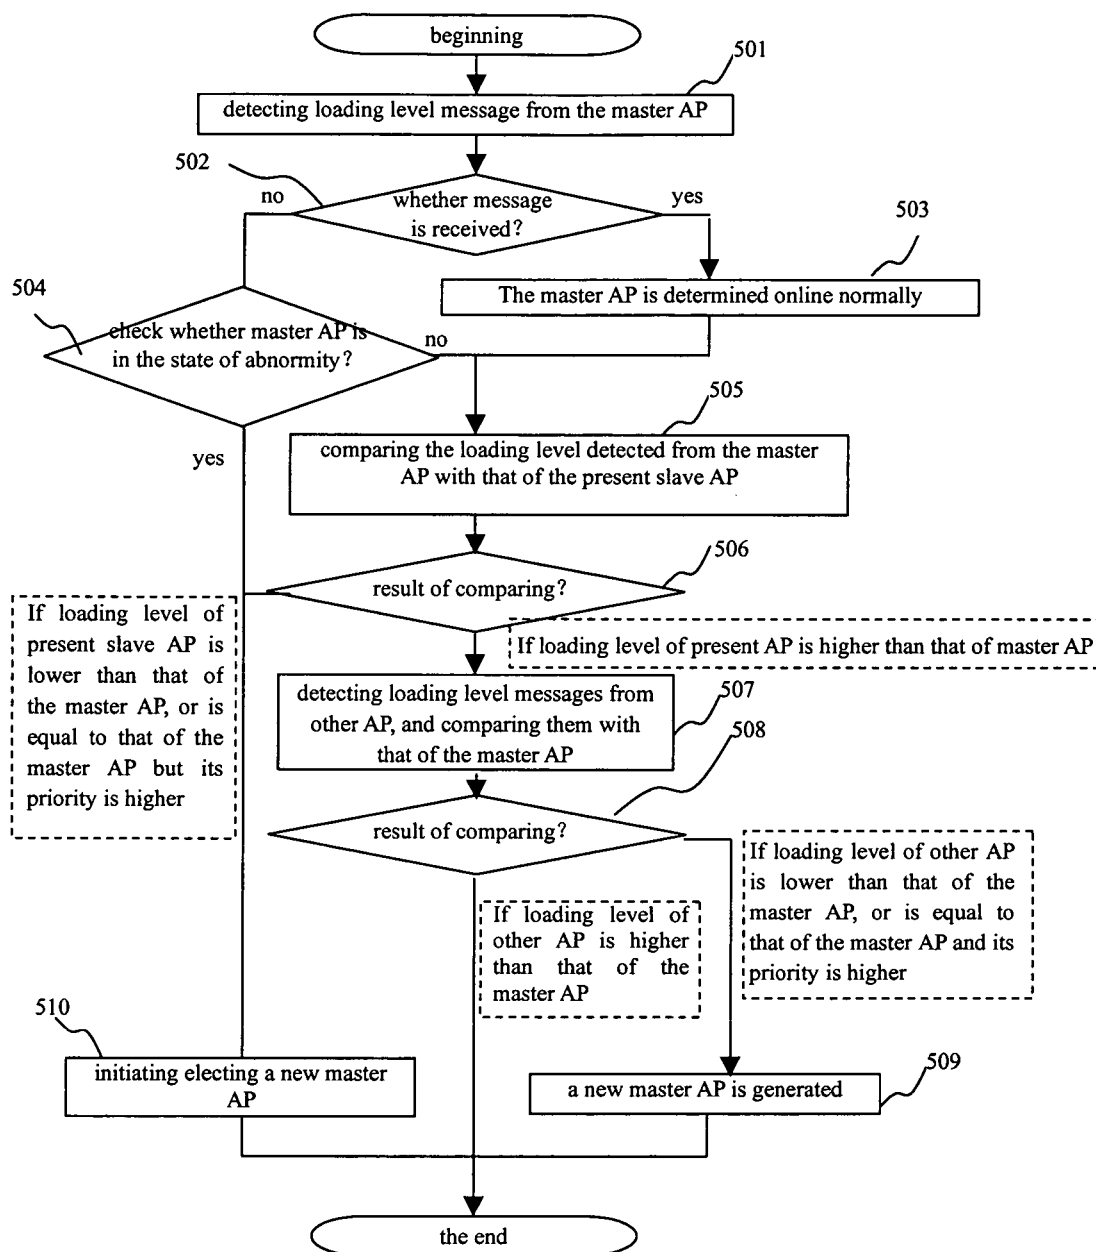 beginning
501
detecting loading level message from the master AP
502
no
whether message
is received?
yes
503
The master AP is determined online normally
504
check whether master AP is
in the state of abnormity?
no
yes
505
comparing the loading level detected from the master
AP with that of the present slave AP
506
result of comparing?
If loading level of
present slave AP is
lower than that of
the master AP, or is
equal to that of the
master AP but its
priority is higher
If loading level of present AP is higher than that of master AP
detecting loading level messages from
other AP, and comparing them with
that of the master AP
507
508
result of comparing?
If loading level of other AP
is lower than that of the
master AP, or is equal to
that of the master AP and its
priority is higher
If loading level of
other AP is higher
than that of the
master AP
510
initiating electing a new master
AP
509
a new master AP is generated
the end